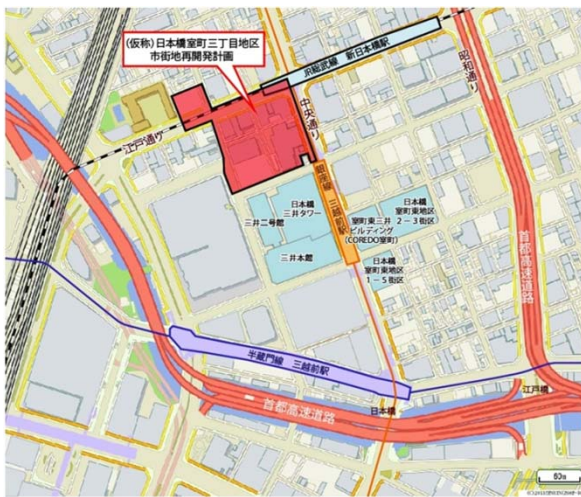 (仮称)日本橋室町三丁目地区
市街地再開発計画
JR総武線 新日本橋駅
昭和通り
中央通り
江戸通り
銀座線 三越前駅
日本橋
三井タワー
三井二号館
三井本館
室町東三井
ビルディング
(COREDO室町)
日本橋
室町東地区
2-3街区
日本橋
室町東地区
1-5街区
首都高速道路
半蔵門線 三越前駅
首都高速道路
日本橋
江戸橋